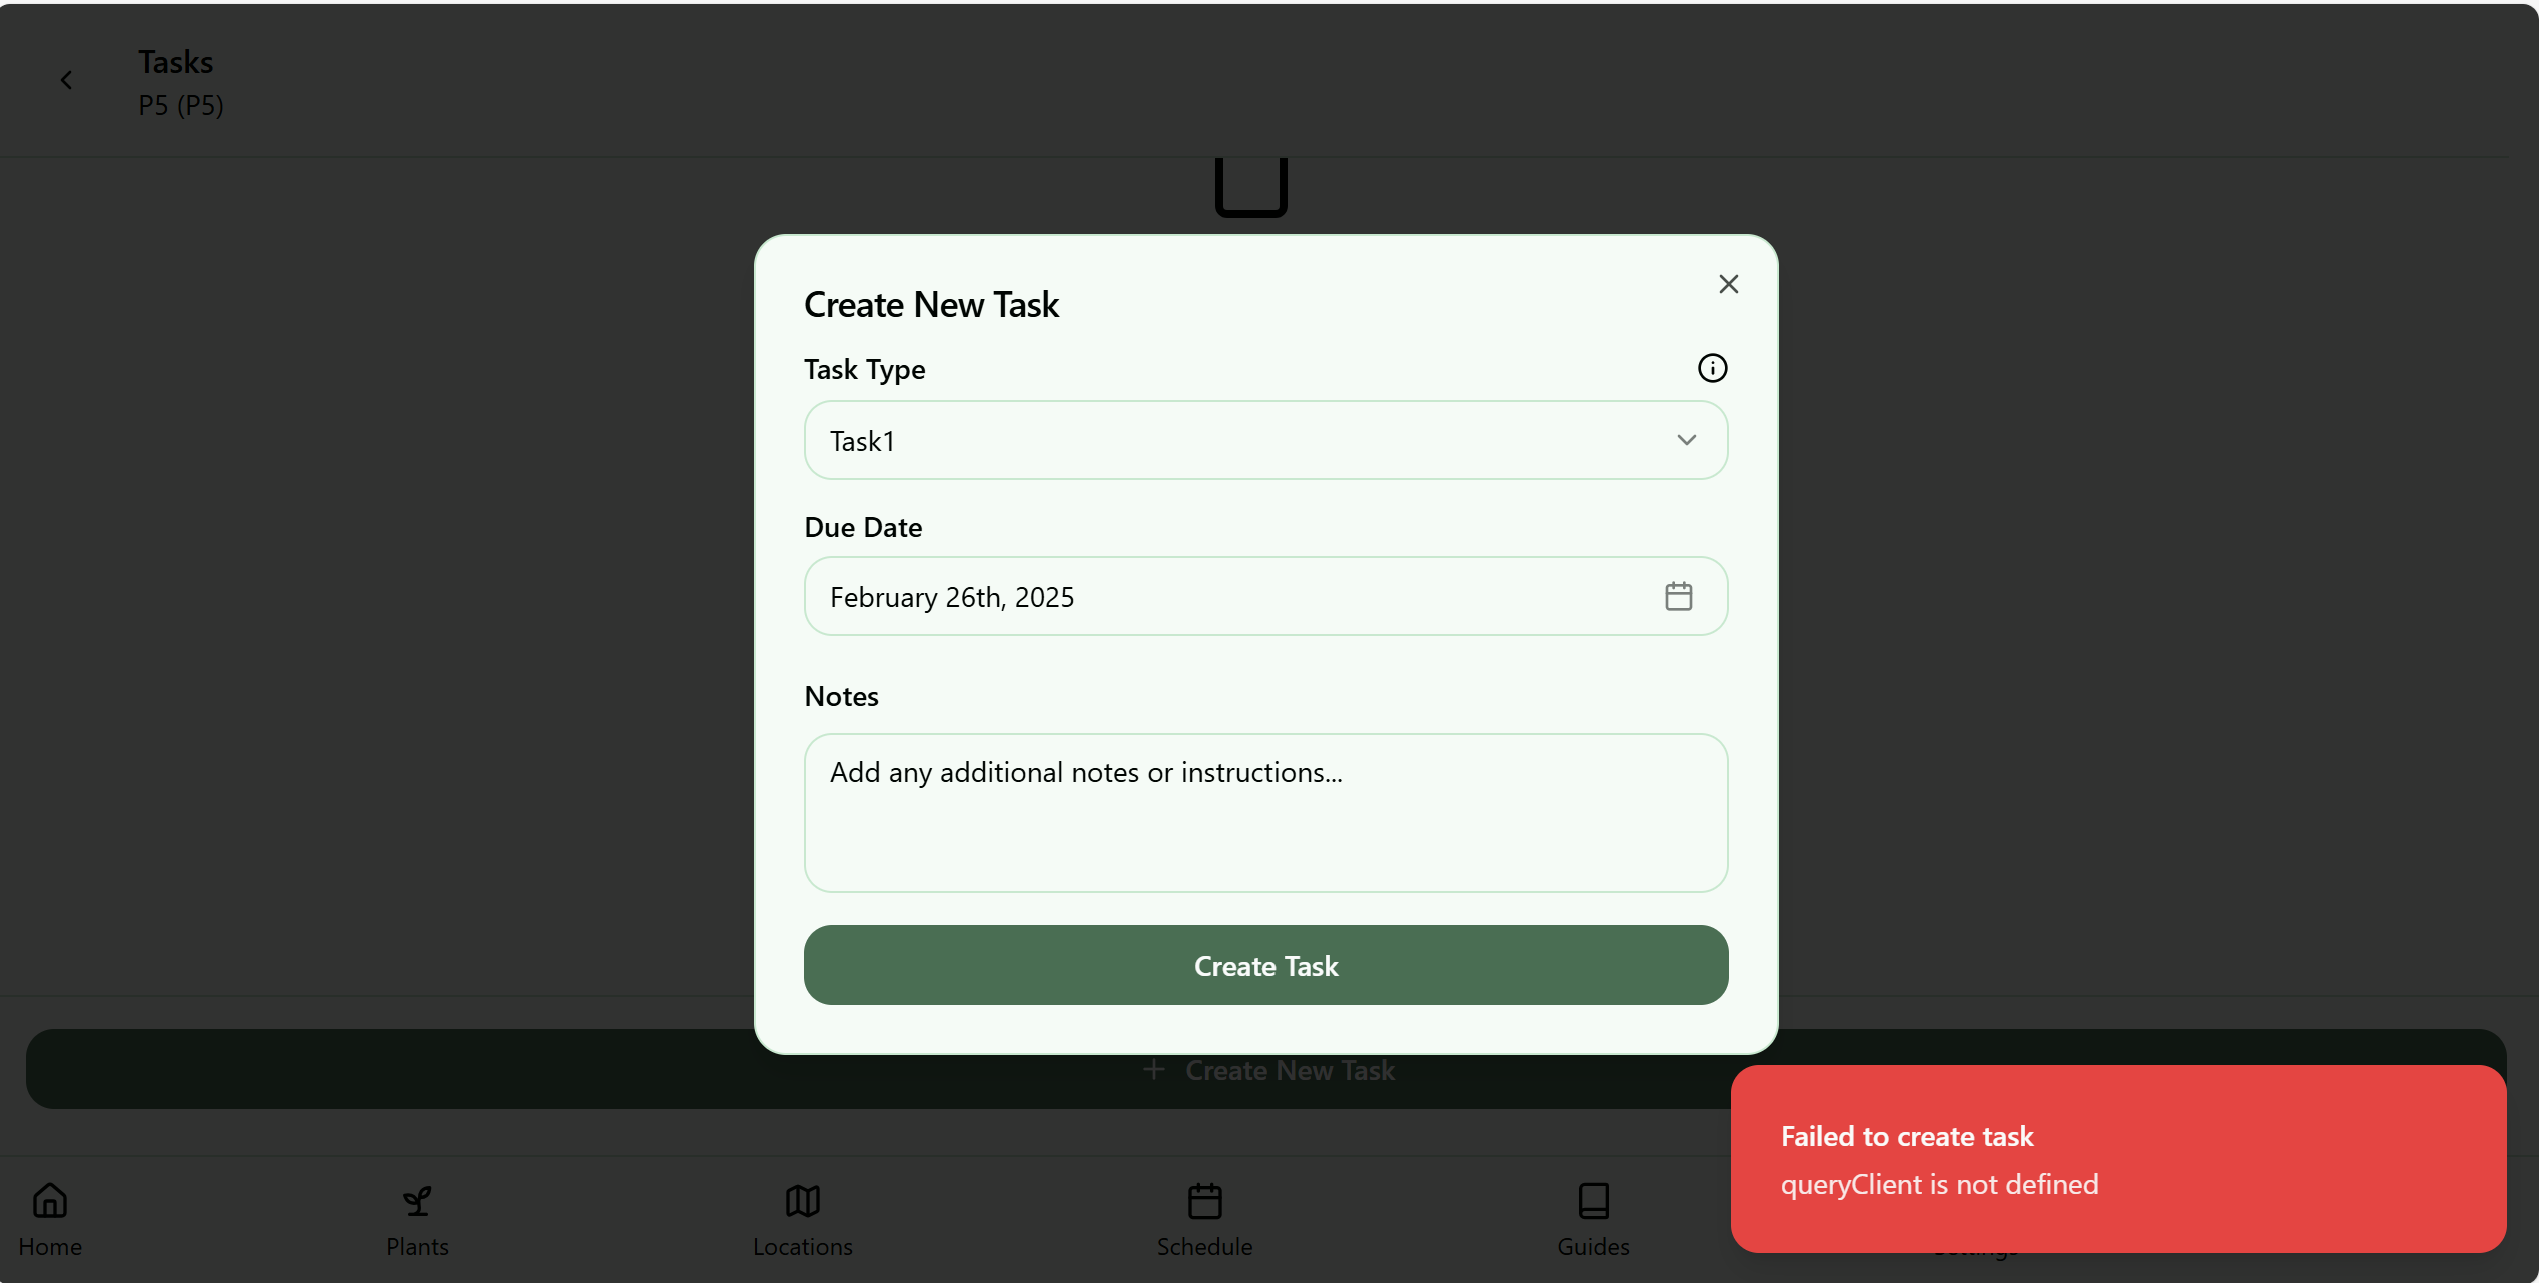 Tasks
P5 (P5)
Create New Task
Task Type
Task1
Due Date
February 26th, 2025
Notes
Add any additional notes or instructions...
Create Task
Create New Task
Failed to create task
queryClient is not defined
Home
Plants
Locations
Schedule
Guides